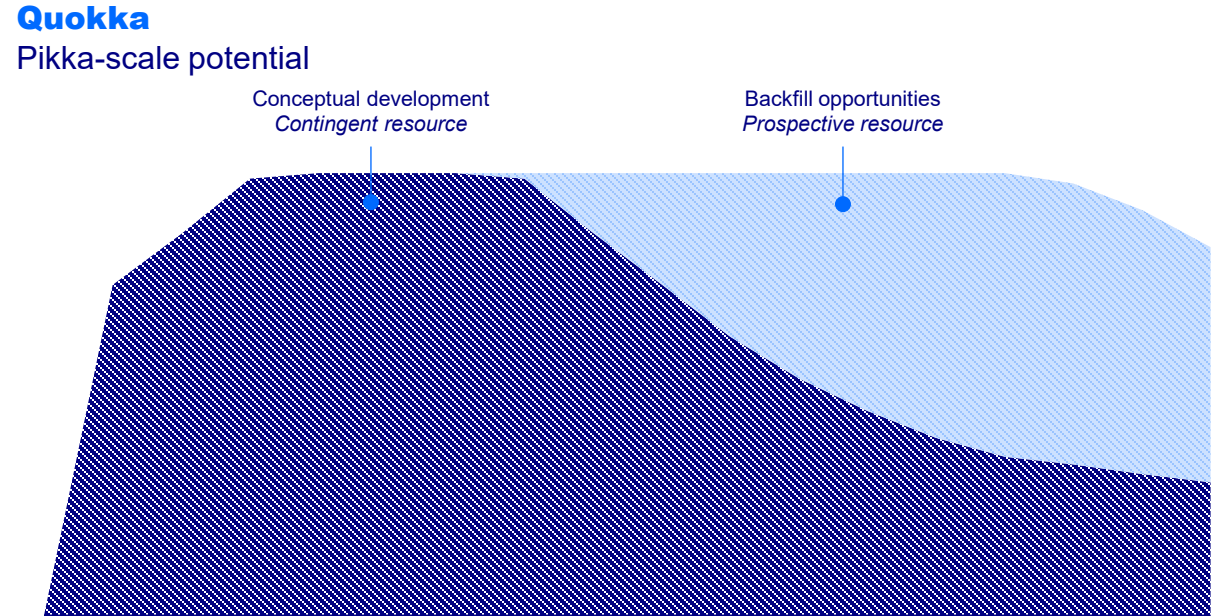 Quokka
Pikka-scale potential
Conceptual development
Contingent resource
Backfill opportunities
Prospective resource